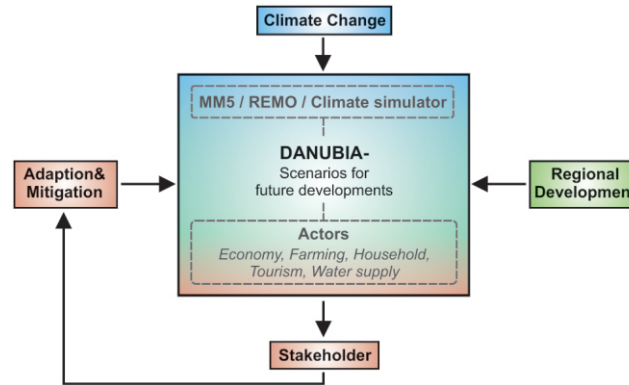 Climate Change
MM5 / REMO / Climate simulator
DANUBIA-
Scenarios for
future developments
Adaption&
Mitigation
Regional
Development
Actors
Economy, Farming, Household,
Tourism, Water supply
Stakeholder